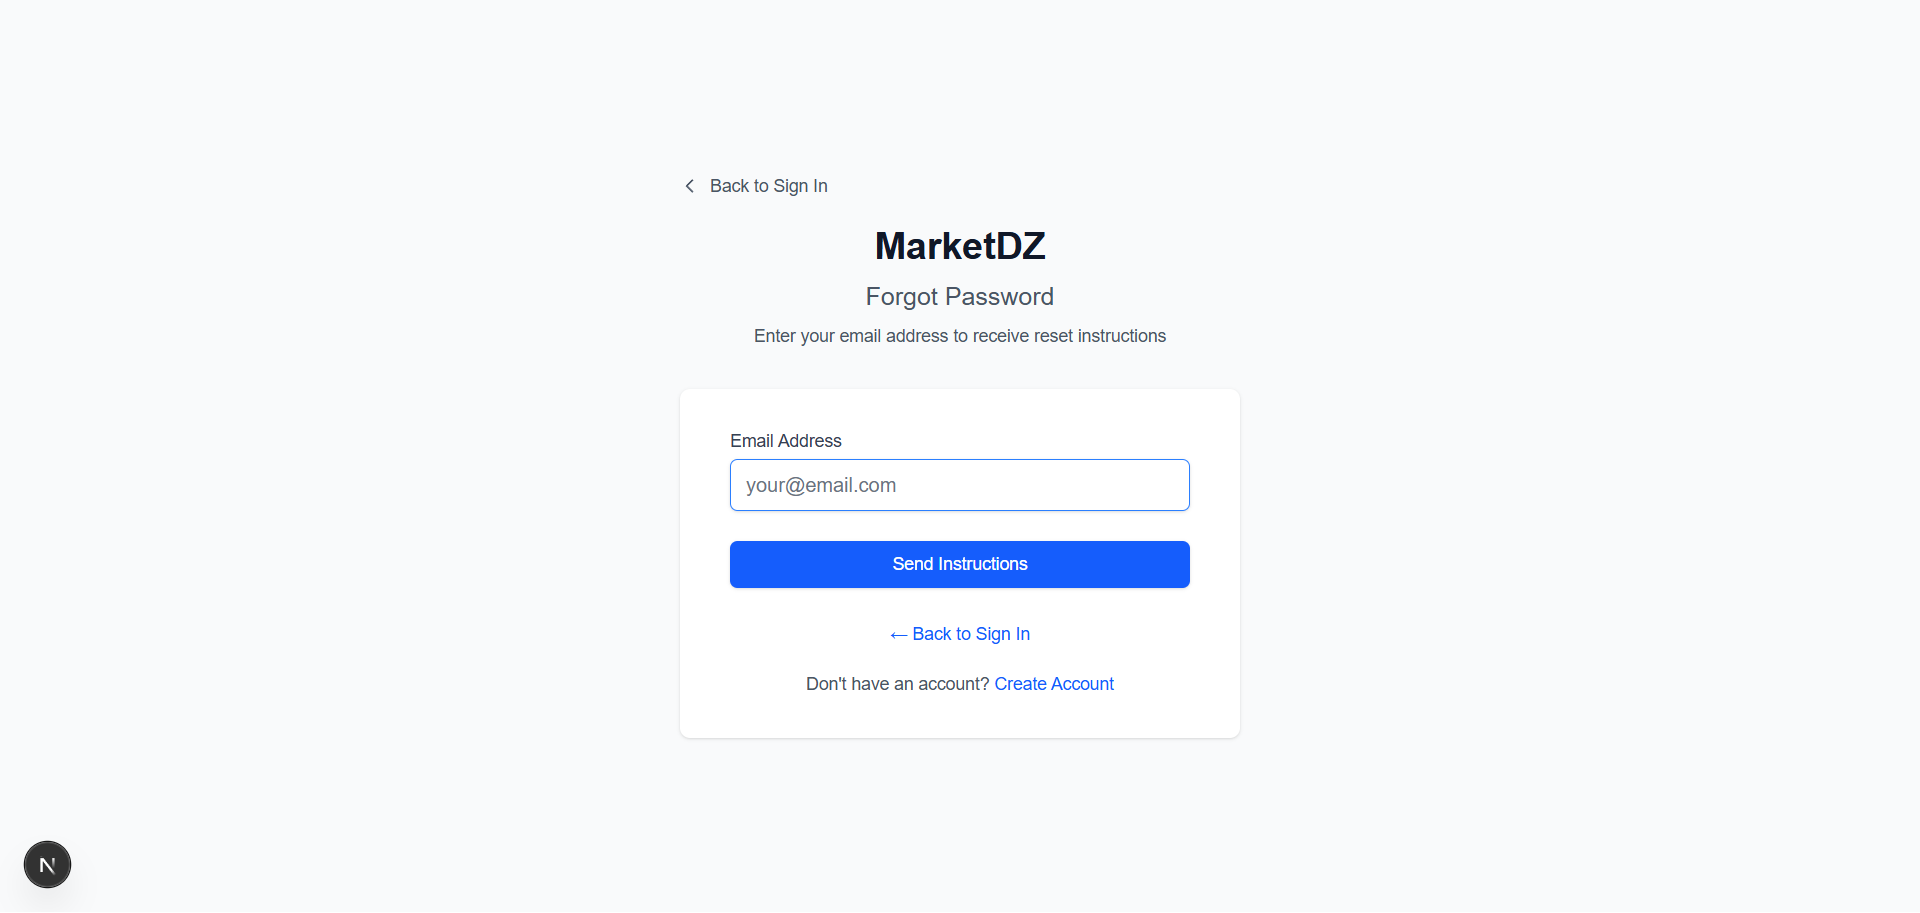 Back to Sign In
MarketDZ
Forgot Password
Enter your email address to receive reset instructions
Email Address
your@email.com
Send Instructions
← Back to Sign In
Don't have an account? Create Account
N